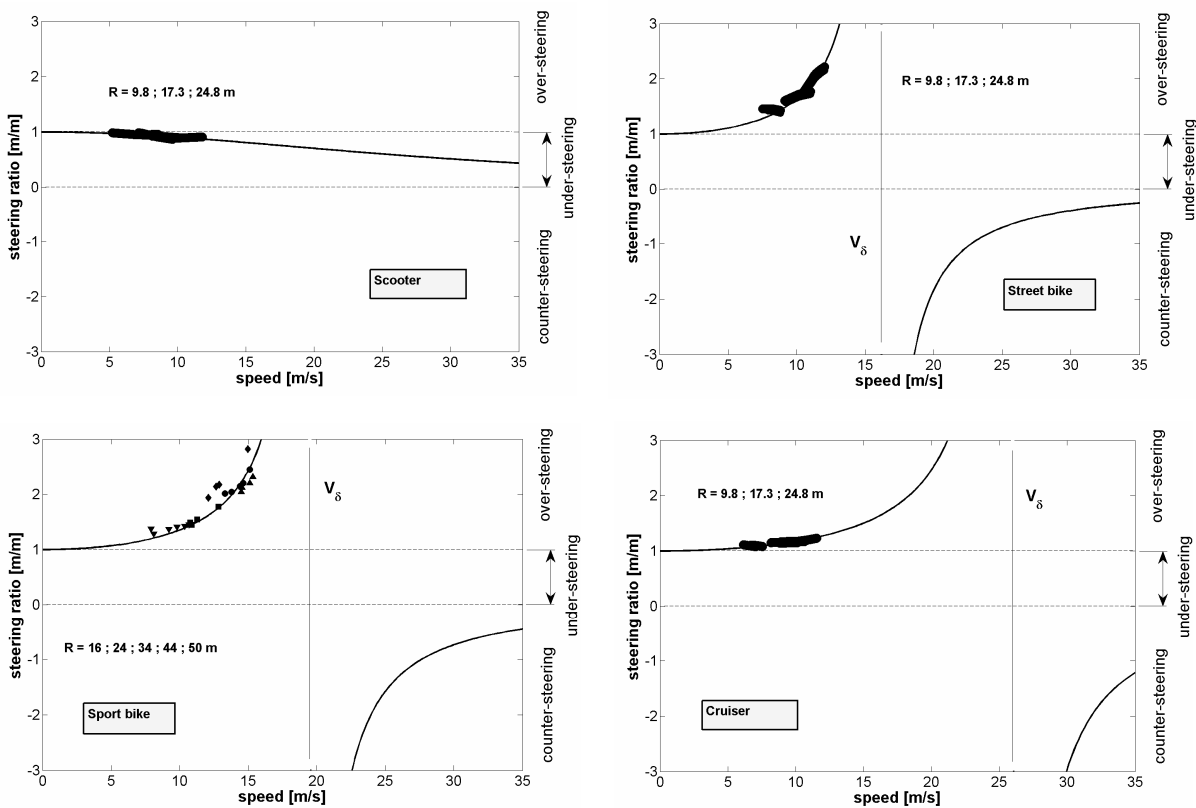 3
2
1
0
-1
-2
-3
0 5 10 15 20 25 30 35
steering ratio [m/m]
speed [m/s]
R = 9.8 ; 17.3 ; 24.8 m
Scooter
over-steering
under-steering
counter-steering
3
2
1
0
-1
-2
-3
0 5 10 15 20 25 30 35
steering ratio [m/m]
speed [m/s]
R = 9.8 ; 17.3 ; 24.8 m
Vδ
Street bike
over-steering
under-steering
counter-steering
3
2
1
0
-1
-2
-3
0 5 10 15 20 25 30 35
steering ratio [m/m]
speed [m/s]
Vδ
R = 16 ; 24 ; 34 ; 44 ; 50 m
Sport bike
over-steering
under-steering
counter-steering
3
2
1
0
-1
-2
-3
0 5 10 15 20 25 30 35
steering ratio [m/m]
speed [m/s]
R = 9.8 ; 17.3 ; 24.8 m
Vδ
Cruiser
over-steering
under-steering
counter-steering